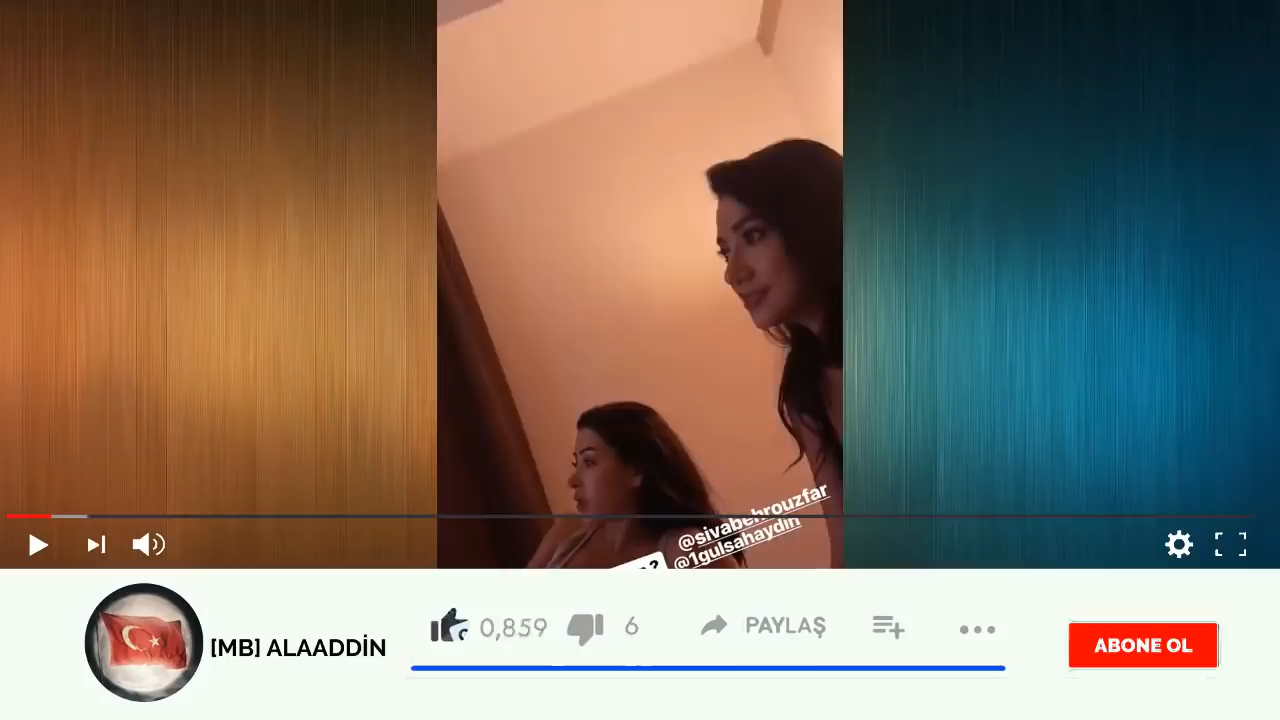 @sivabehrouzfar
@1gulsahaydin
?
[MB] ALAADDİN
0,859
6
PAYLAŞ
ABONE OL